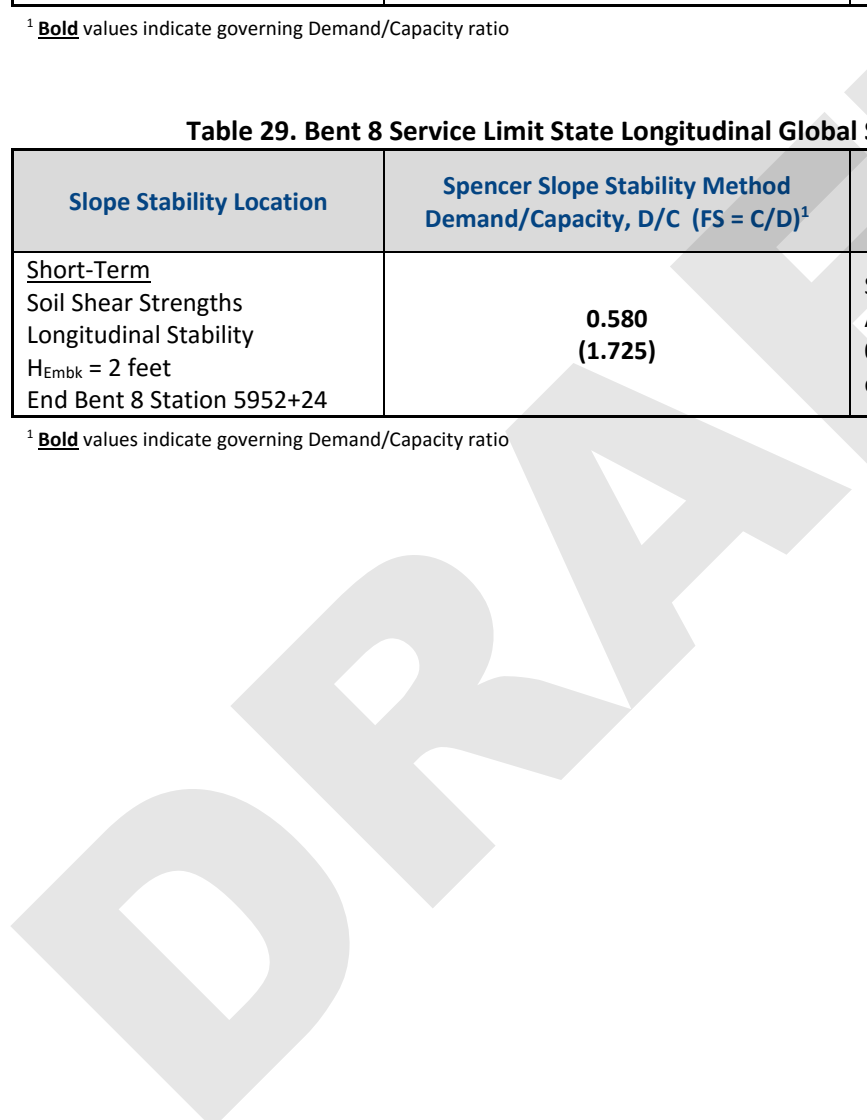 ¹ Bold values indicate governing Demand/Capacity ratio
Table 29. Bent 8 Service Limit State Longitudinal Global
Slope Stability Location
Spencer Slope Stability Method
Demand/Capacity, D/C (FS = C/D)¹
Short-Term
Soil Shear Strengths
Longitudinal Stability
H_Embk = 2 feet
End Bent 8 Station 5952+24
0.580
(1.725)
¹ Bold values indicate governing Demand/Capacity ratio